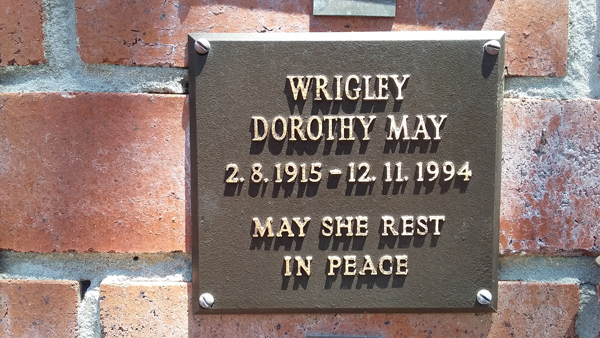 WRIGLEY
DOROTHY MAY
2.8.1915 - 12.11.1994
MAY SHE REST
IN PEACE